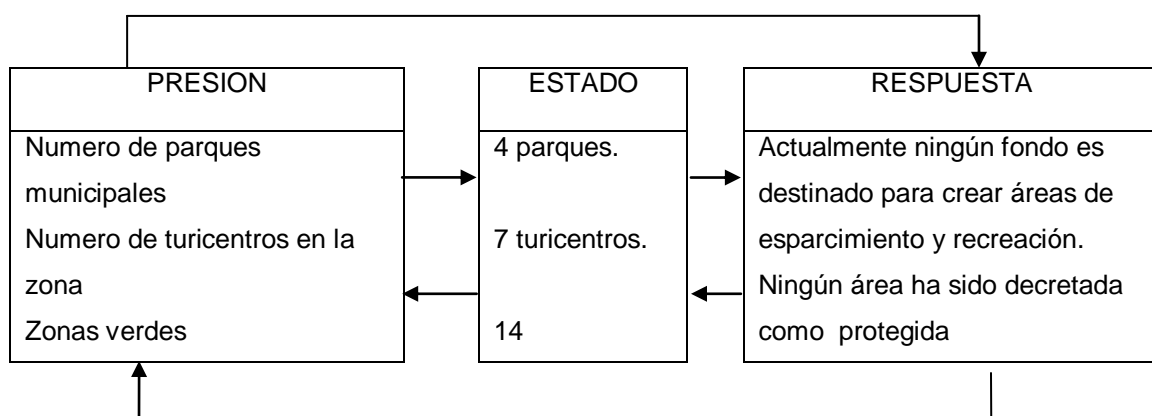 PRESION
Numero de parques
municipales
Numero de turicentros en la
zona
Zonas verdes
ESTADO
4 parques.
7 turicentros.
14
RESPUESTA
Actualmente ningún fondo es
destinado para crear áreas de
esparcimiento y recreación.
Ningún área ha sido decretada
como protegida